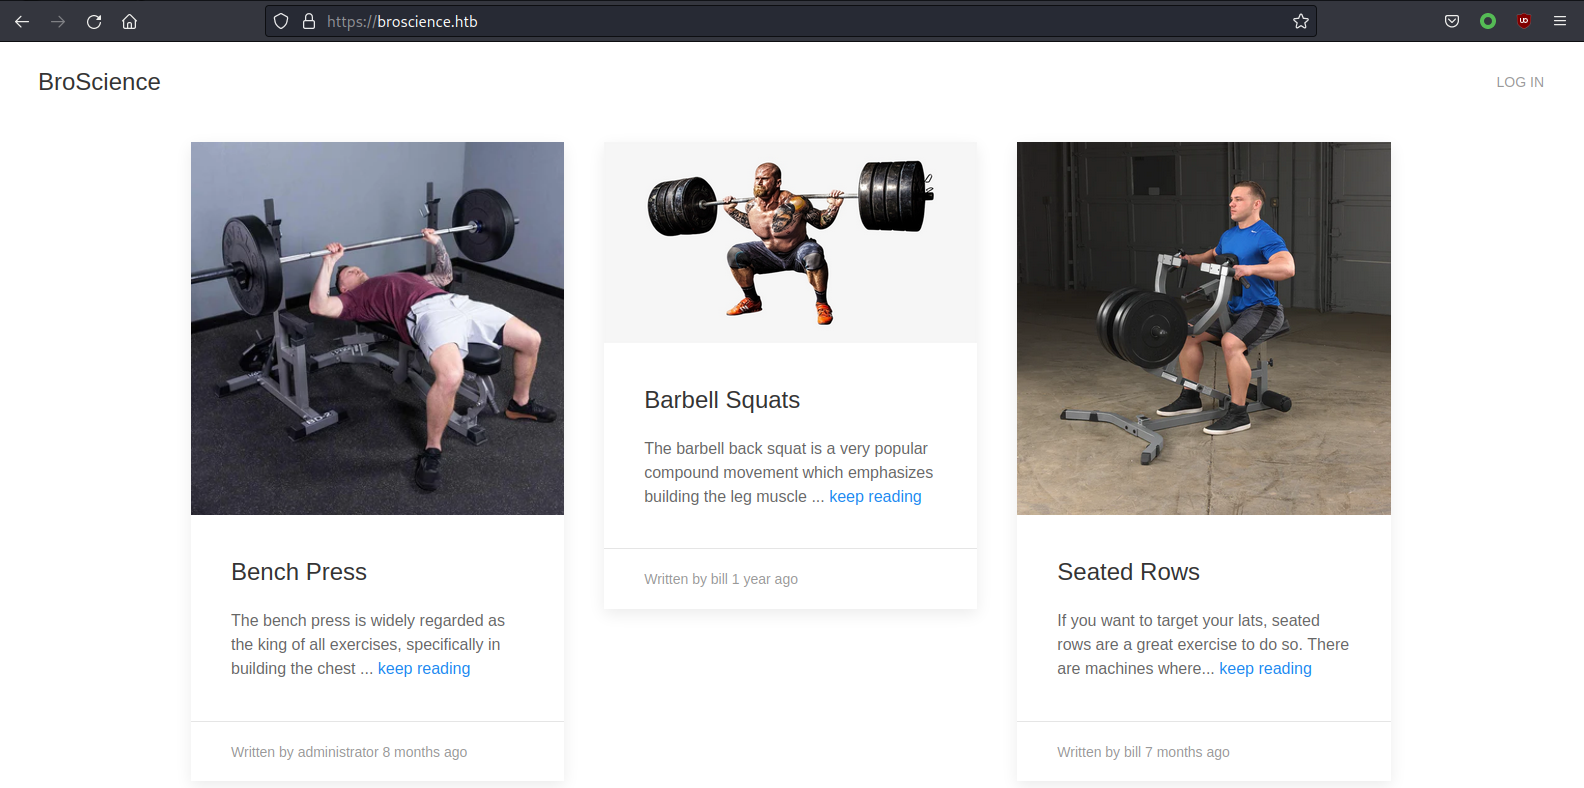 https://broscience.htb
BroScience
LOG IN
Bench Press
The bench press is widely regarded as
the king of all exercises, specifically in
building the chest ... keep reading
Written by administrator 8 months ago
Barbell Squats
The barbell back squat is a very popular
compound movement which emphasizes
building the leg muscle ... keep reading
Written by bill 1 year ago
Seated Rows
If you want to target your lats, seated
rows are a great exercise to do so. There
are machines where... keep reading
Written by bill 7 months ago